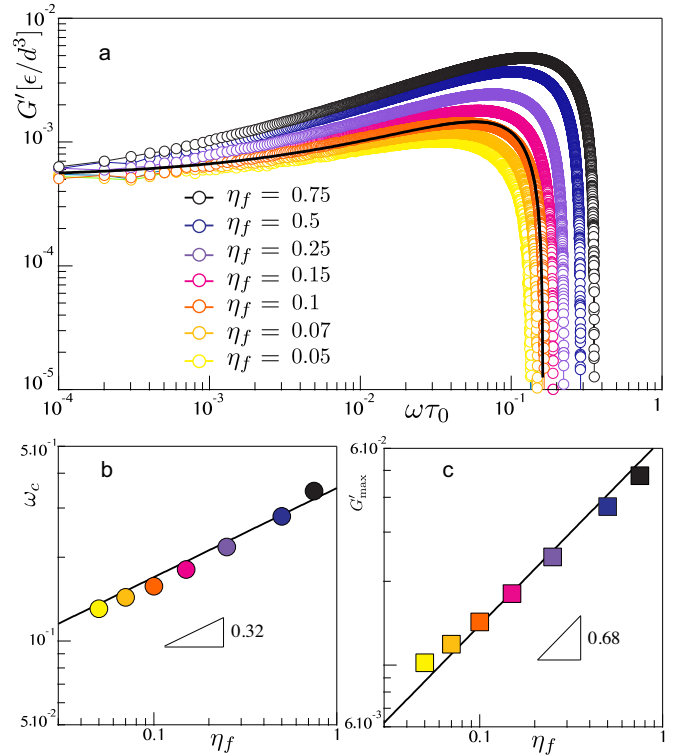 a
G′[ϵ/d³]
10⁻²
10⁻³
10⁻⁴
10⁻⁵
η_f = 0.75
η_f = 0.5
η_f = 0.25
η_f = 0.15
η_f = 0.1
η_f = 0.07
η_f = 0.05
10⁻⁴ 10⁻³ 10⁻² 10⁻¹ 1
ωτ₀
b
ω_c
5.10⁻¹
10⁻¹
5.10⁻²
0.32
0.1 1
η_f
c
G′_max
6.10⁻²
6.10⁻³
0.68
0.1 1
η_f